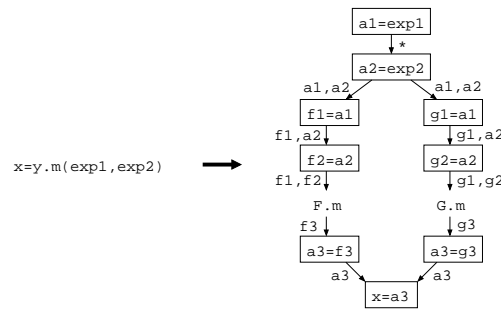 a1=exp1
*
a2=exp2
a1,a2 a1,a2
f1=a1 g1=a1
f1,a2 g1,a2
x=y.m(exp1,exp2) f2=a2 g2=a2
f1,f2 g1,g2
F.m G.m
f3 g3
a3=f3 a3=g3
a3 a3
x=a3